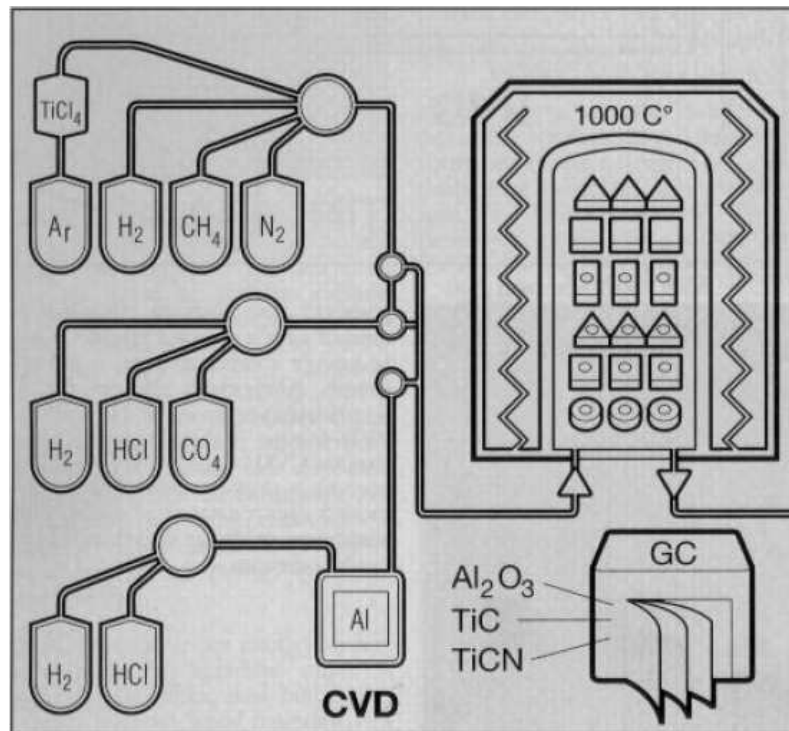 TiCl₄
1000 C°
Ar H₂ CH₄ N₂
H₂ HCl CO₄
H₂ HCl
Al
CVD
GC
Al₂O₃
TiC
TiCN